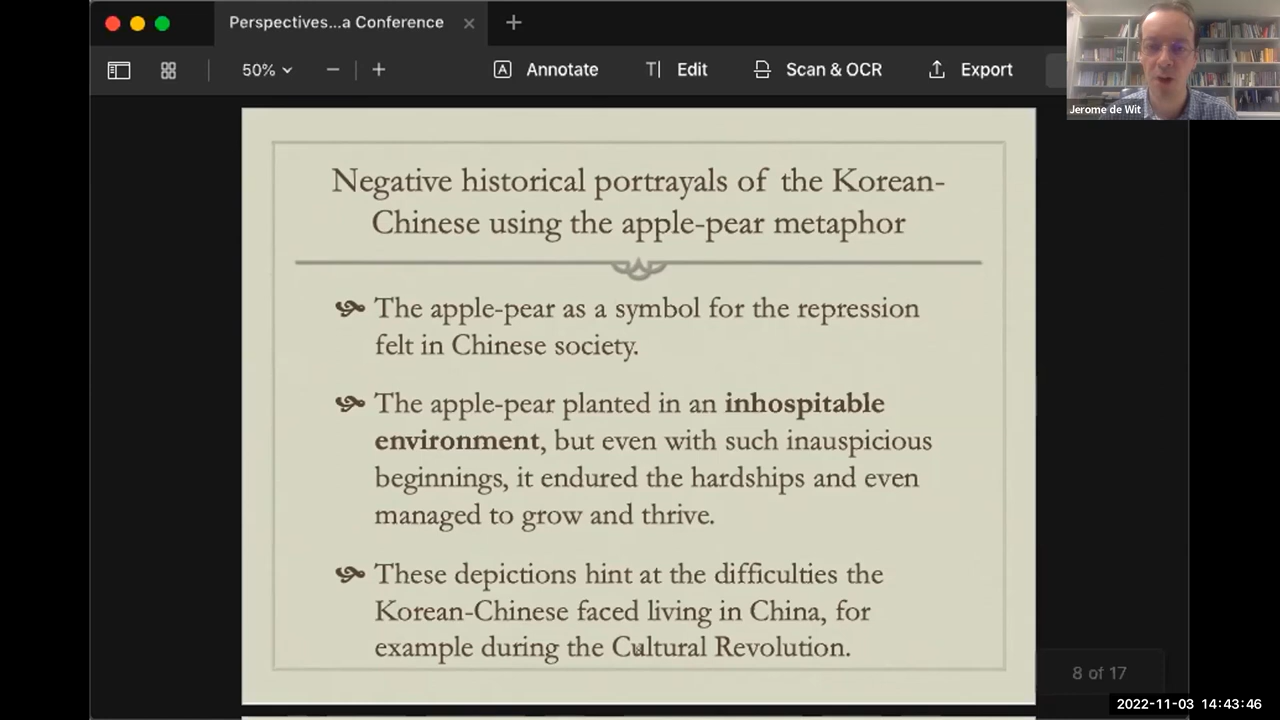 Perspectives...a Conference
50%
Annotate
Edit
Scan & OCR
Export
Jerome de Wit
Negative historical portrayals of the Korean-
Chinese using the apple-pear metaphor
The apple-pear as a symbol for the repression
felt in Chinese society.
The apple-pear planted in an inhospitable
environment, but even with such inauspicious
beginnings, it endured the hardships and even
managed to grow and thrive.
These depictions hint at the difficulties the
Korean-Chinese faced living in China, for
example during the Cultural Revolution.
8 of 17
2022-11-03 14:43:46